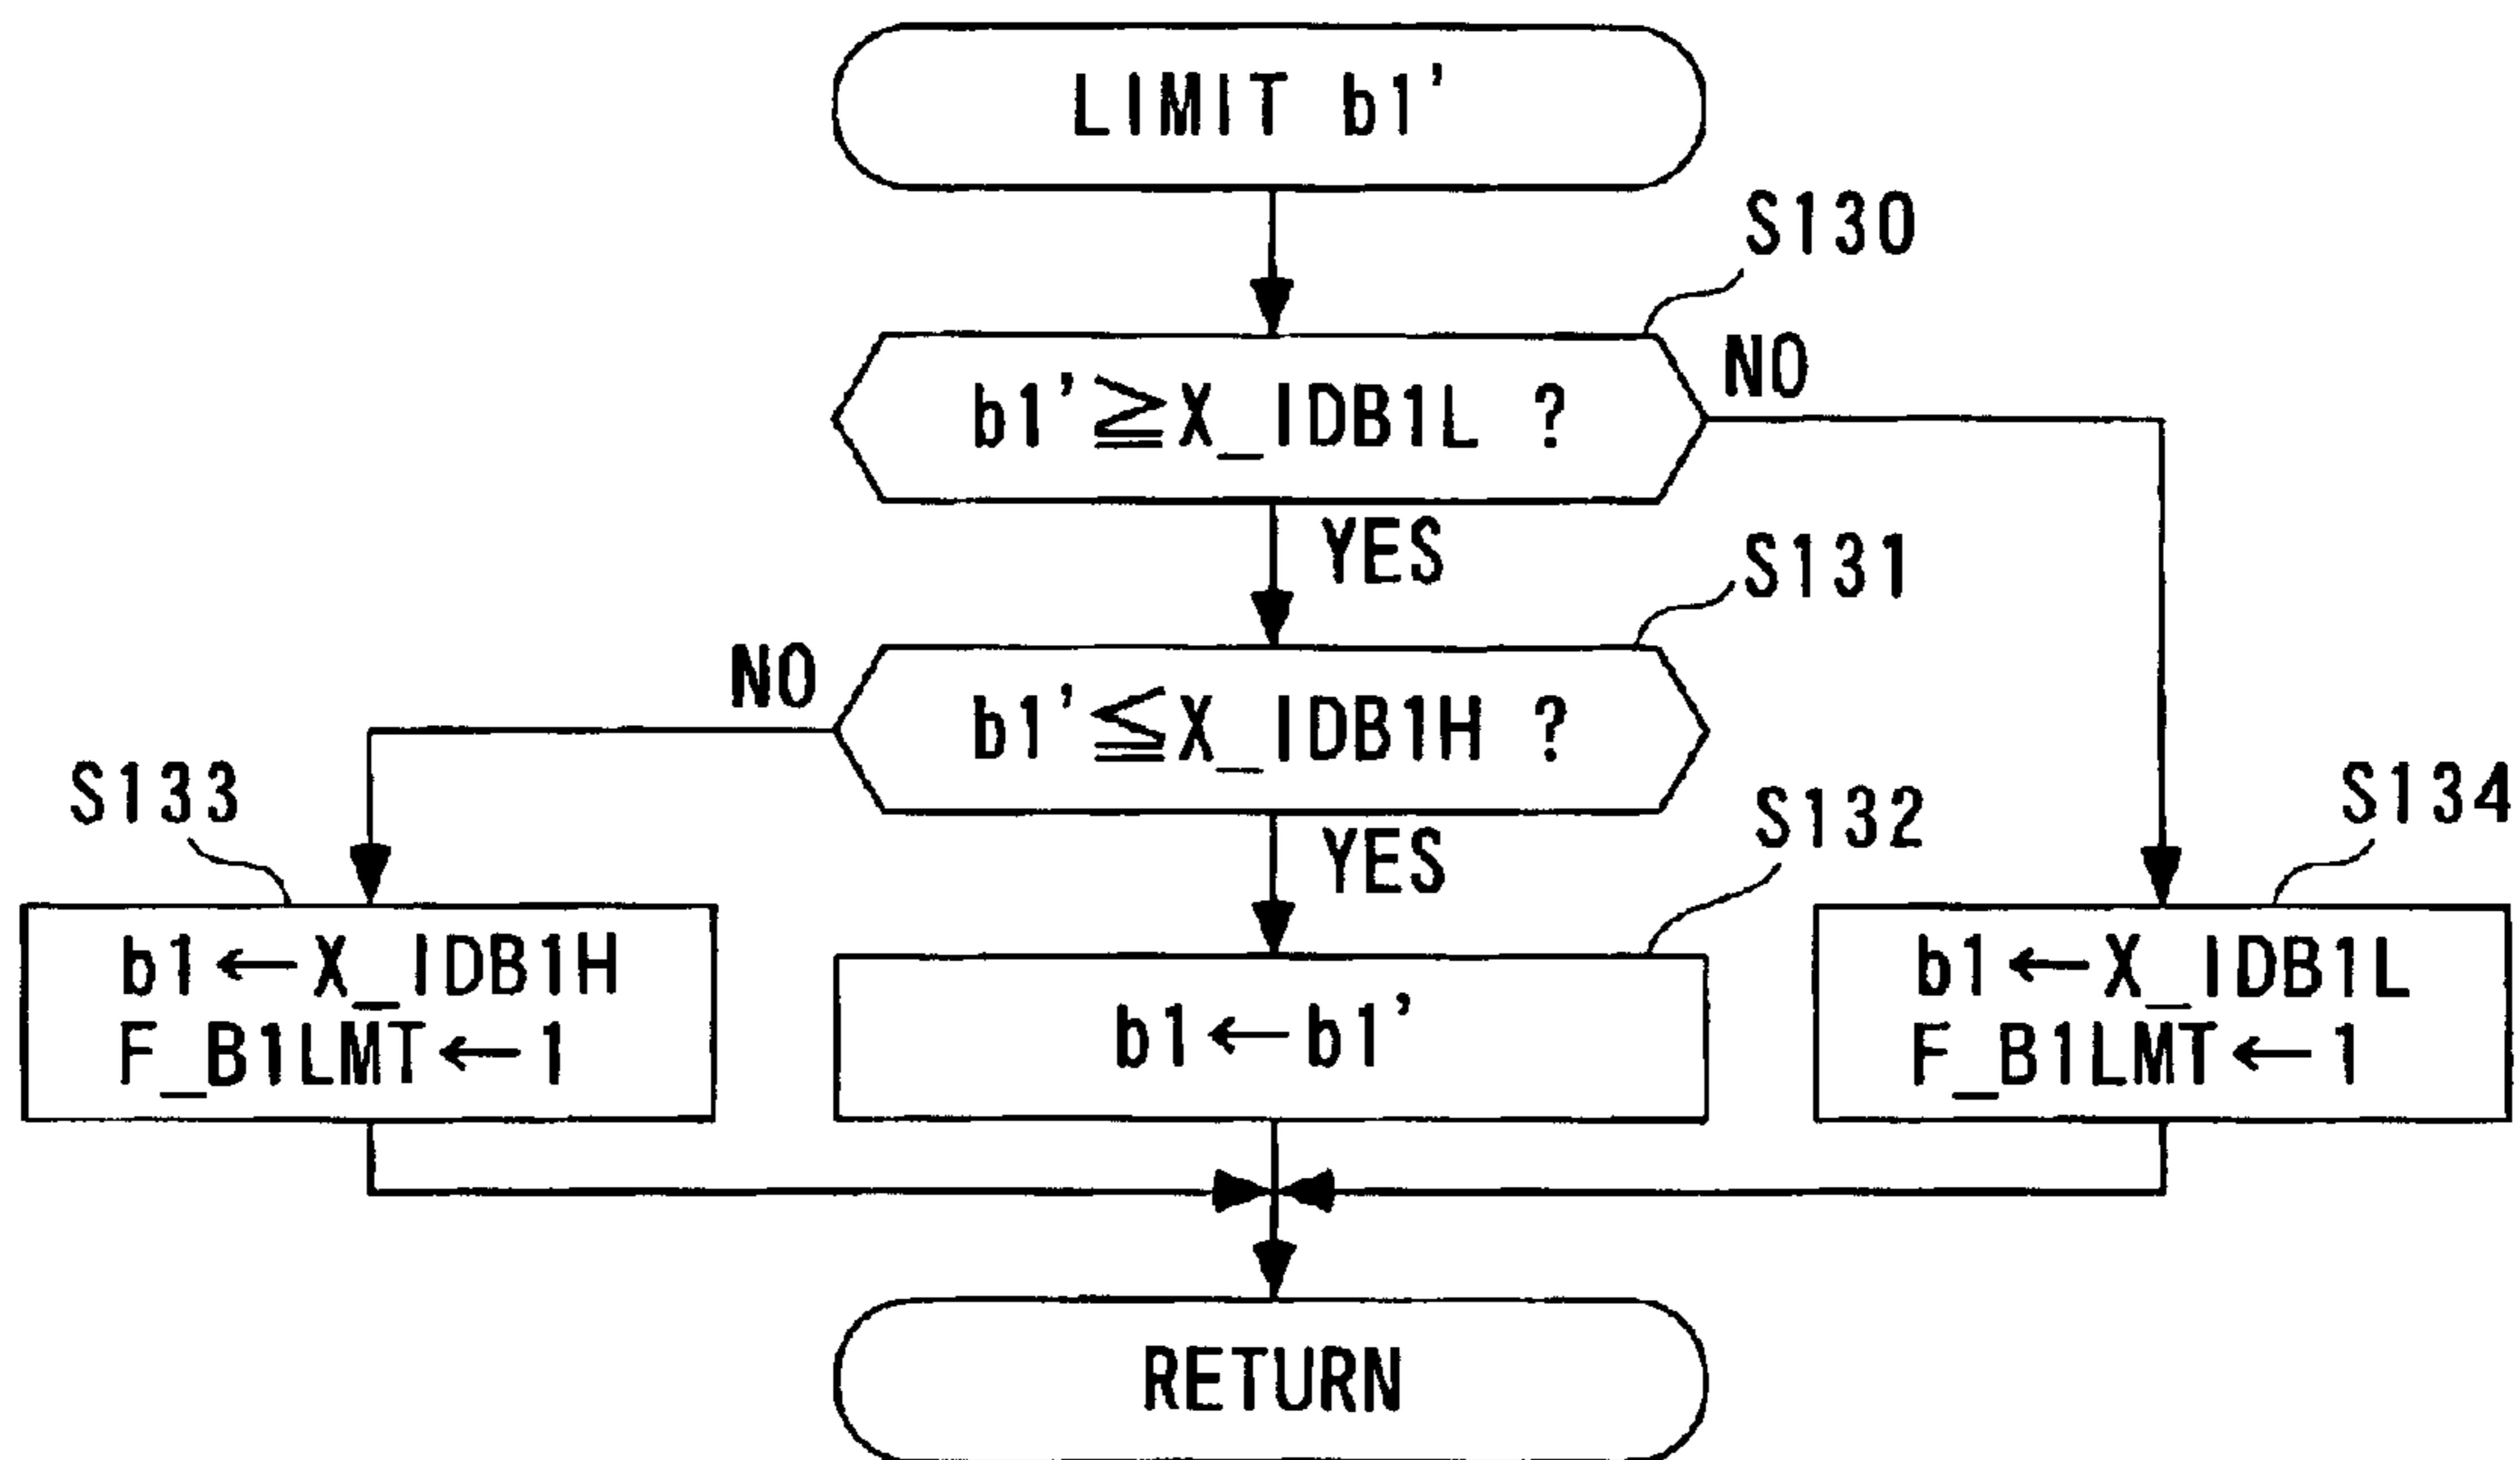 LIMIT b1'
S130
b1'≧X_IDB1L ?
NO
YES
S131
NO
b1'≦X_IDB1H ?
S133
YES
S132
S134
b1←X_IDB1H
F_B1LMT←1
b1←b1'
b1←X_IDB1L
F_B1LMT←1
RETURN